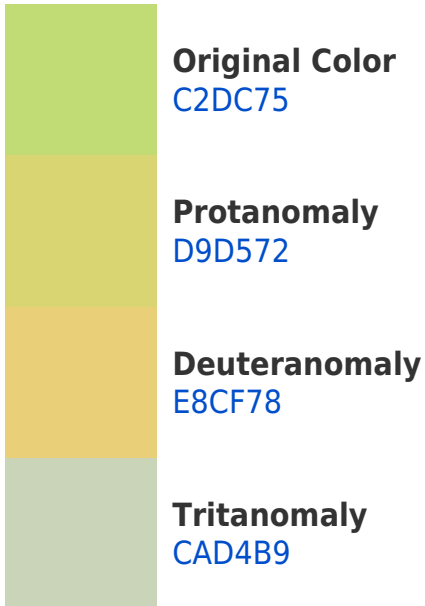 Original Color
C2DC75
Protanomaly
D9D572
Deuteranomaly
E8CF78
Tritanomaly
CAD4B9